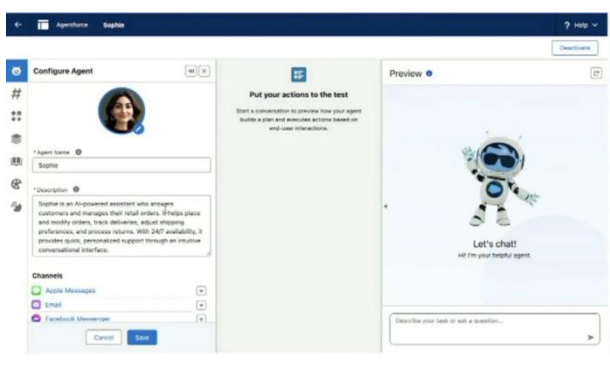 Agentforce Sophie
? Help
Deactivate
Configure Agent
*Agent Name
Sophie
*Description
Sophie is an AI-powered assistant who answers
customers and manages their retail orders. It helps place
and modify orders, track deliveries, adjust shipping
preferences, and process returns. With 24/7 availability, it
provides quick, personalized support through an intuitive
conversational interface.
Channels
Apple Messages
Email
Facebook Messenger
Cancel Save
Put your actions to the test
Start a conversation to preview how your agent
builds a plan and executes actions based on
end-user interactions.
Preview
Let's chat!
Hi! I'm your helpful agent.
Describe your task or ask a question...